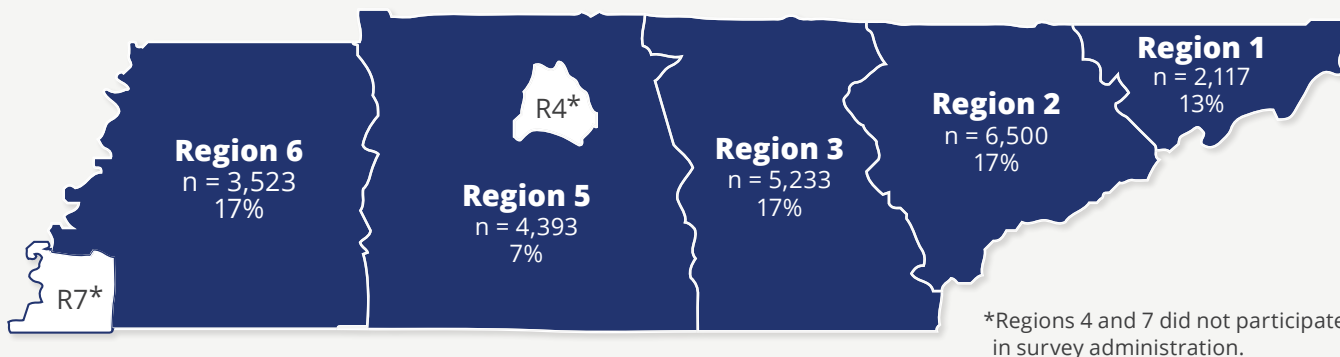 Region 1
n = 2,117
13%
Region 2
n = 6,500
17%
Region 3
n = 5,233
17%
R4*
Region 5
n = 4,393
7%
Region 6
n = 3,523
17%
R7*
*Regions 4 and 7 did not participate
in survey administration.